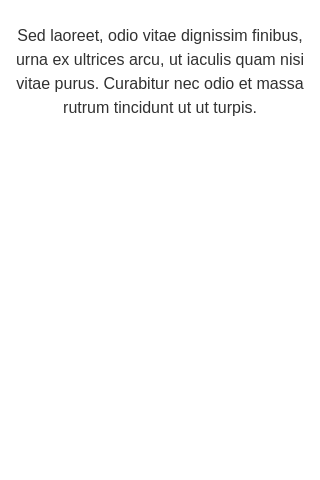 Sed laoreet, odio vitae dignissim finibus,
urna ex ultrices arcu, ut iaculis quam nisi
vitae purus. Curabitur nec odio et massa
rutrum tincidunt ut ut turpis.